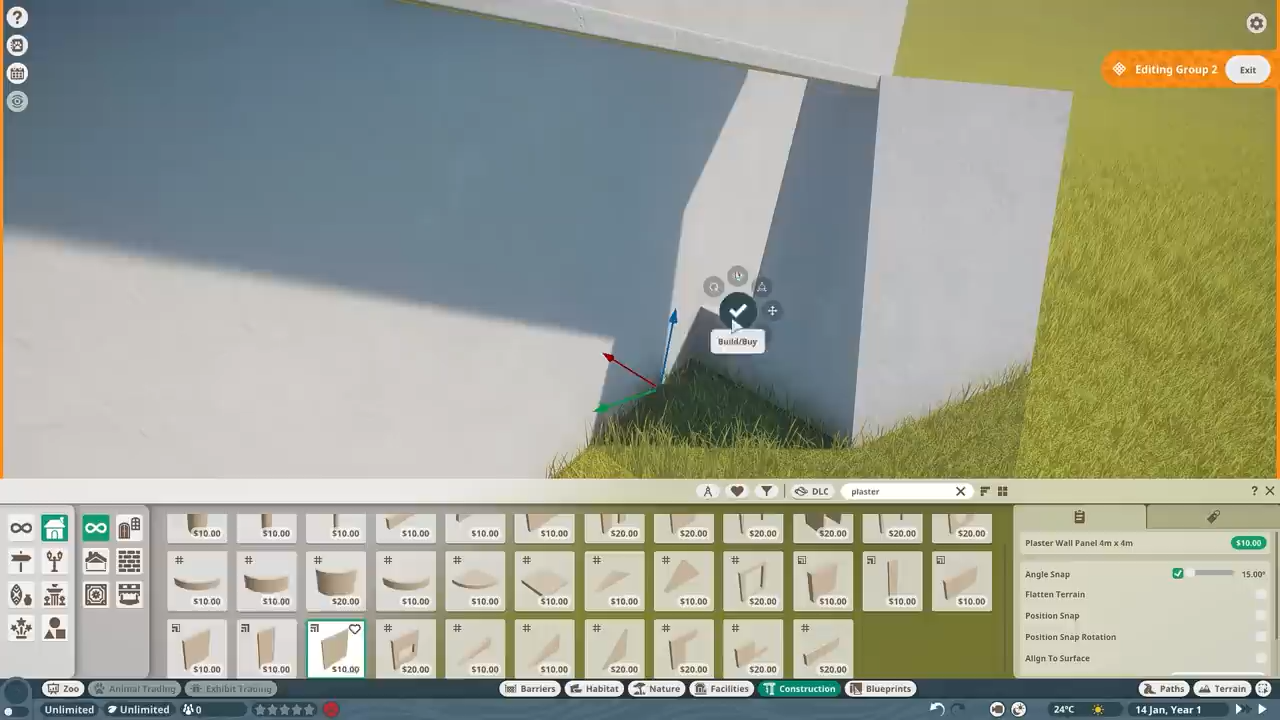 ?
Editing Group 2 Exit
Build/Buy
DLC plaster
? ×
$10.00 $10.00 $10.00 $10.00 $10.00 $10.00 $20.00 $20.00 $20.00 $20.00 $20.00 $20.00
Plaster Wall Panel 4m x 4m $10.00
Angle Snap 15.00°
Flatten Terrain
Position Snap
Position Snap Rotation
Align To Surface
$10.00 $10.00 $20.00 $10.00 $10.00 $10.00 $10.00 $10.00 $20.00 $10.00 $10.00 $10.00
$10.00 $10.00 $10.00 $20.00 $10.00 $10.00 $10.00 $20.00 $20.00 $20.00
Zoo Animal Trading Exhibit Trading Barriers Habitat Nature Facilities Construction Blueprints Paths Terrain
Unlimited Unlimited 0 24°C 14 Jan, Year 1